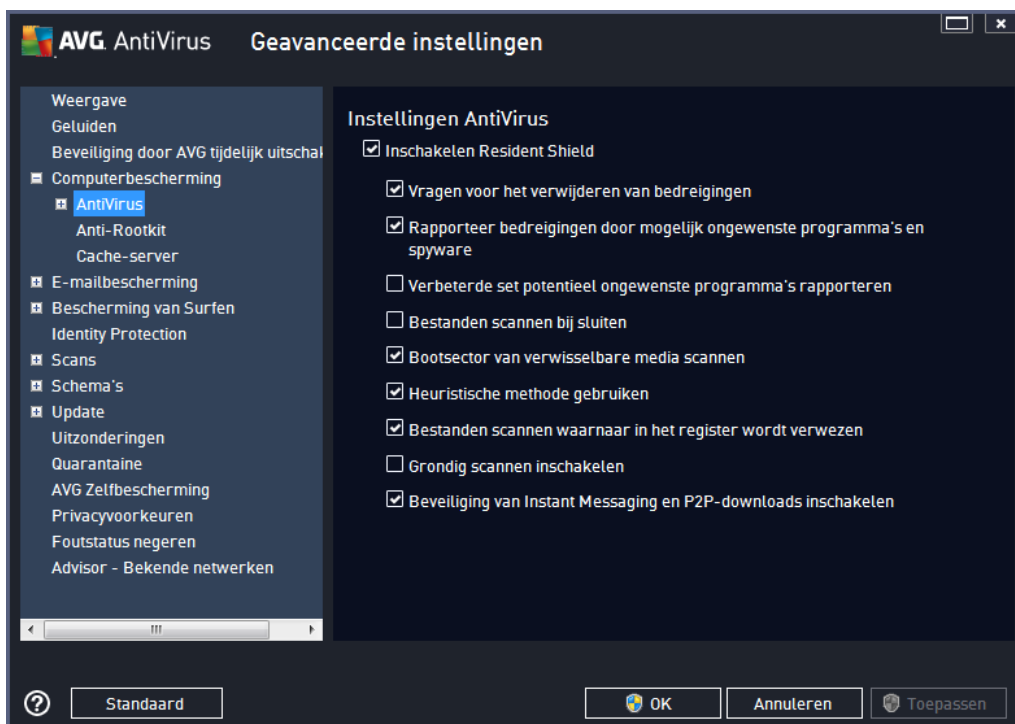 AVG. AntiVirus Geavanceerde instellingen
Weergave
Geluiden
Beveiliging door AVG tijdelijk uitschak
Computerbescherming
AntiVirus
Anti-Rootkit
Cache-server
E-mailbescherming
Bescherming van Surfen
Identity Protection
Scans
Schema's
Update
Uitzonderingen
Quarantaine
AVG Zelfbescherming
Privacyvoorkeuren
Foutstatus negeren
Advisor - Bekende netwerken
Instellingen AntiVirus
Inschakelen Resident Shield
Vragen voor het verwijderen van bedreigingen
Rapporteer bedreigingen door mogelijk ongewenste programma's en
spyware
Verbeterde set potentieel ongewenste programma's rapporteren
Bestanden scannen bij sluiten
Bootsector van verwisselbare media scannen
Heuristische methode gebruiken
Bestanden scannen waarnaar in het register wordt verwezen
Grondig scannen inschakelen
Beveiliging van Instant Messaging en P2P-downloads inschakelen
? Standaard OK Annuleren Toepassen